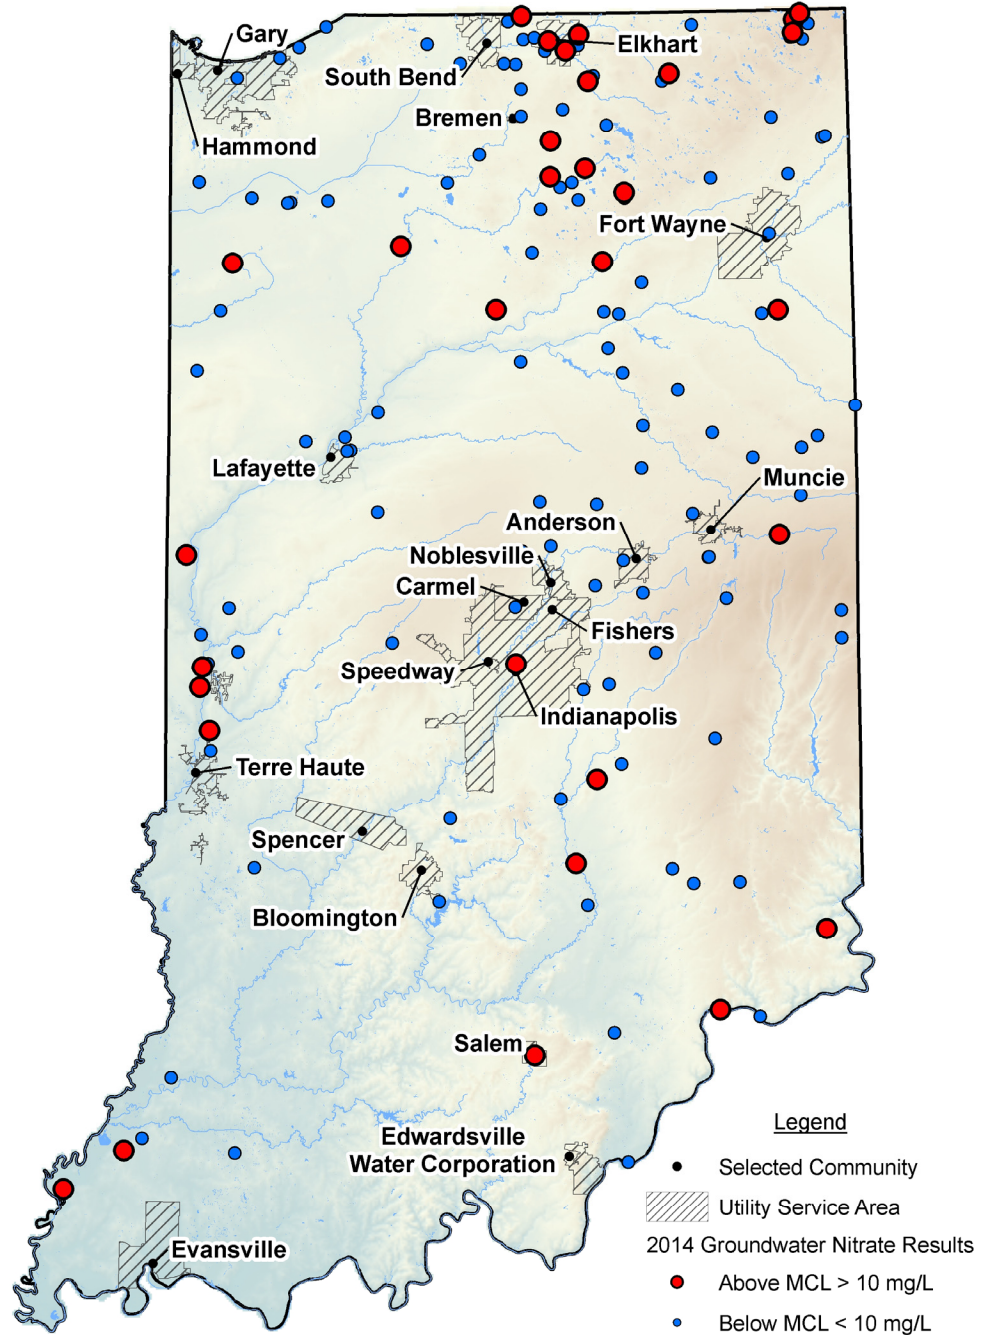 Gary
Elkhart
South Bend
Bremen
Hammond
Fort Wayne
Lafayette
Muncie
Anderson
Noblesville
Carmel
Fishers
Speedway
Indianapolis
Terre Haute
Spencer
Bloomington
Salem
Edwardsville
Water Corporation
Evansville
Legend
Selected Community
Utility Service Area
2014 Groundwater Nitrate Results
Above MCL > 10 mg/L
Below MCL < 10 mg/L